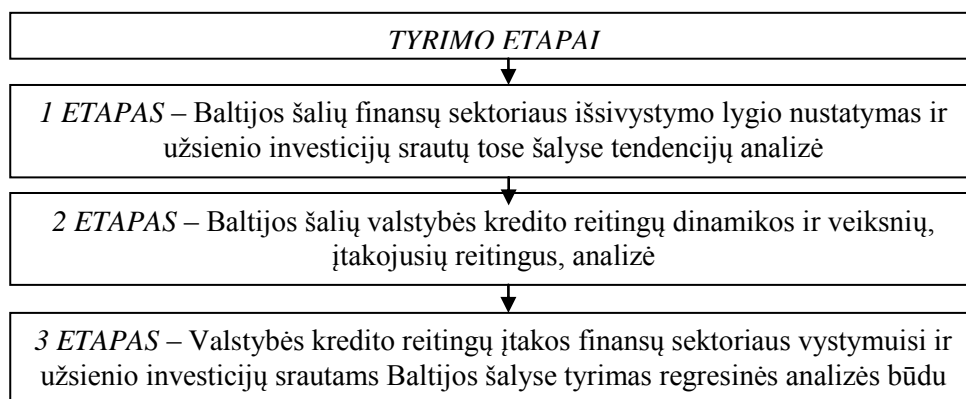 TYRIMO ETAPAI
1 ETAPAS – Baltijos šalių finansų sektoriaus išsivystymo lygio nustatymas ir
užsienio investicijų srautų tose šalyse tendencijų analizė
2 ETAPAS – Baltijos šalių valstybės kredito reitingų dinamikos ir veiksnių,
įtakojusių reitingus, analizė
3 ETAPAS – Valstybės kredito reitingų įtakos finansų sektoriaus vystymuisi ir
užsienio investicijų srautams Baltijos šalyse tyrimas regresinės analizės būdu